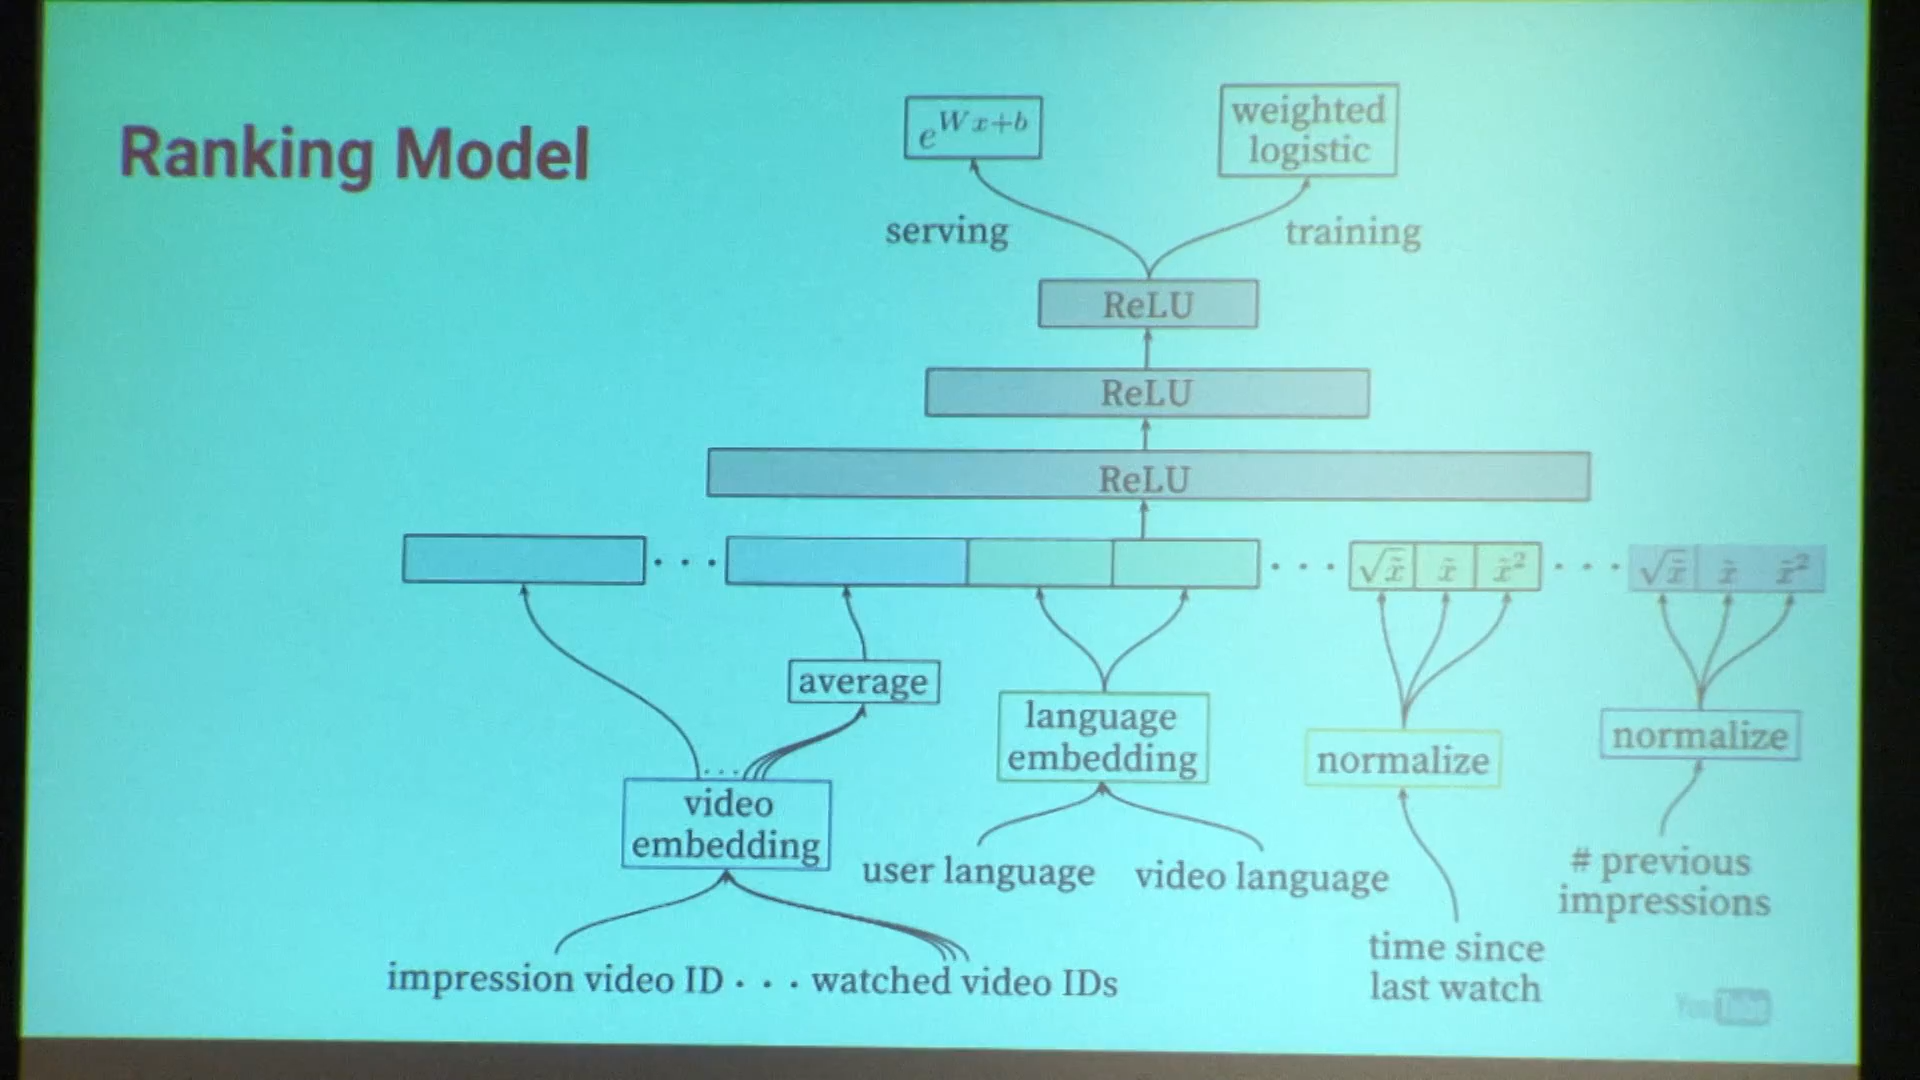 Ranking Model
e^{Wx+b}
weighted
logistic
serving
training
ReLU
ReLU
ReLU
. . .
. . .
√x̃ x̃ x̃²
. . .
√x̃ x̃ x̃²
average
language
embedding
normalize
normalize
...
video
embedding
user language
video language
# previous
impressions
time since
last watch
impression video ID . . . watched video IDs
YouTube